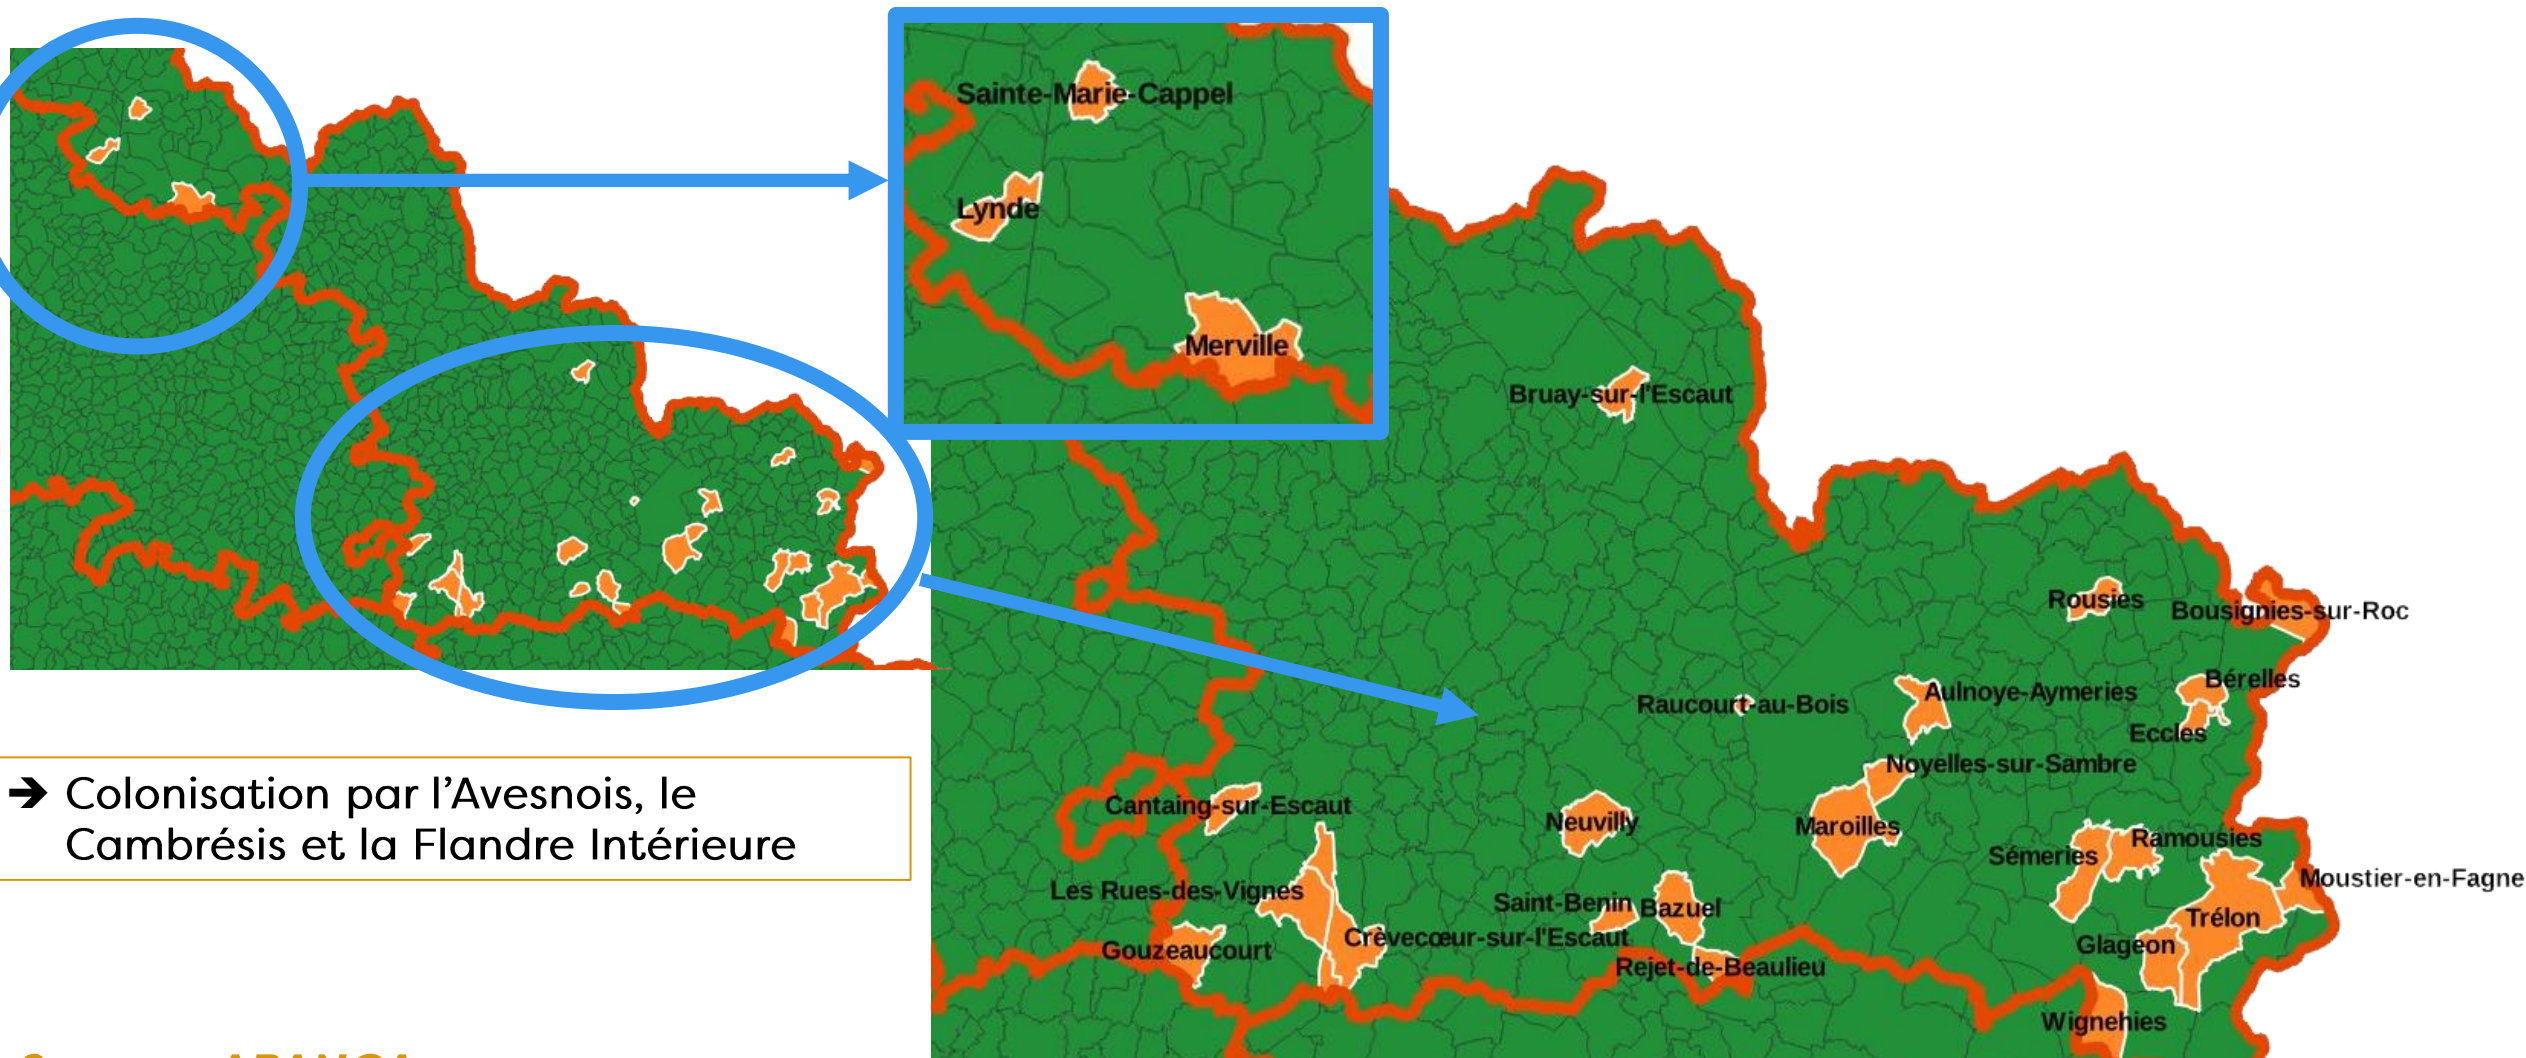 Sainte-Marie-Cappel
Lynde
Merville
Bruay-sur-l'Escaut
Rousies
Bousignies-sur-Roc
Bérelles
Raucourt-au-Bois
Aulnoye-Aymeries
Eccles
Noyelles-sur-Sambre
Cantaing-sur-Escaut
Neuvilly
Maroilles
Ramousies
Sémeries
Moustier-en-Fagne
Les Rues-des-Vignes
Saint-Benin
Bazuel
Trélon
Crèvecœur-sur-l'Escaut
Glageon
Gouzeaucourt
Rejet-de-Beaulieu
Wignehies
➔ Colonisation par l’Avesnois, le
Cambrésis et la Flandre Intérieure